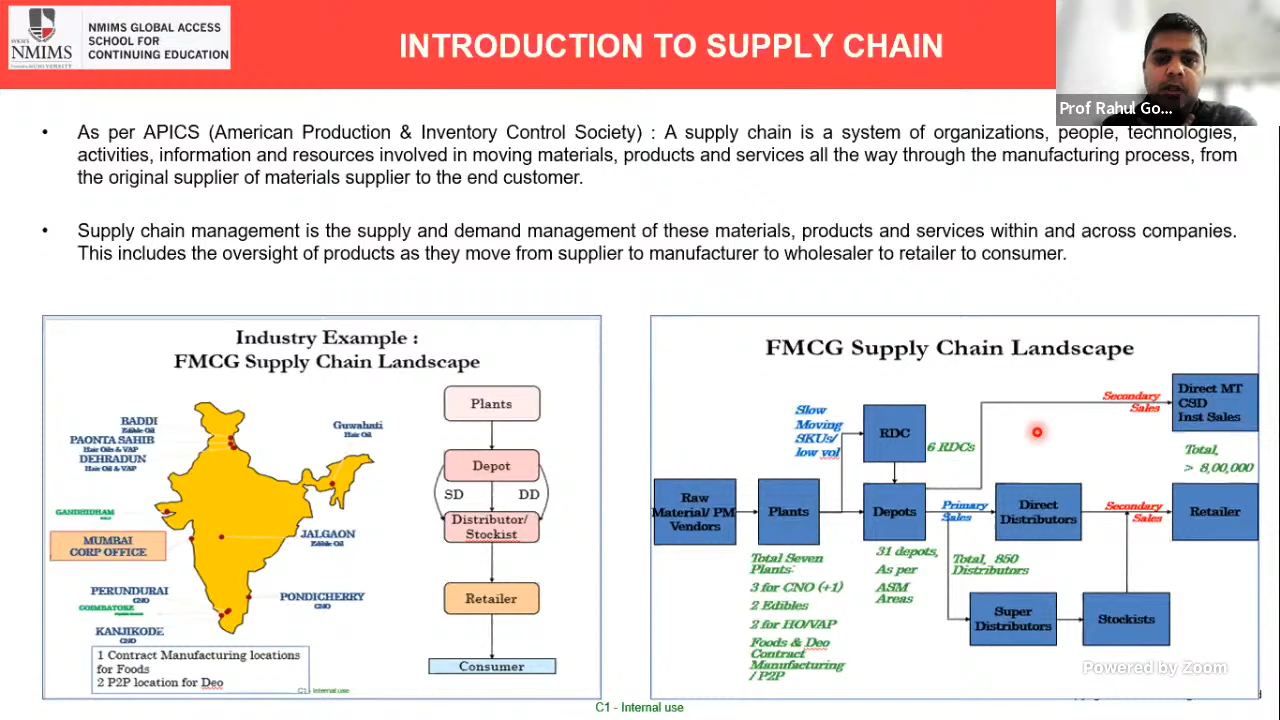 SVKM'S
NMIMS
NMIMS GLOBAL ACCESS
SCHOOL FOR
CONTINUING EDUCATION
INTRODUCTION TO SUPPLY CHAIN
Prof Rahul Go...
• As per APICS (American Production & Inventory Control Society) : A supply chain is a system of organizations, people, technologies,
activities, information and resources involved in moving materials, products and services all the way through the manufacturing process, from
the original supplier of materials supplier to the end customer.
• Supply chain management is the supply and demand management of these materials, products and services within and across companies.
This includes the oversight of products as they move from supplier to manufacturer to wholesaler to retailer to consumer.
Industry Example :
FMCG Supply Chain Landscape
BADDI
Edible Oil
PAONTA SAHIB
Hair Oils & VAP
DEHRADUN
Hair Oil & VAP
Guwahati
Hair Oil
GANDHIDHAM
MUMBAI
CORP OFFICE
JALGAON
Edible Oil
PERUNDURAI
CNO
COIMBATORE
PONDICHERRY
CNO
KANJIKODE
CNO
1 Contract Manufacturing locations
for Foods
2 P2P location for Deo
C1 - Internal use
Plants
Depot
SD
DD
Distributor/
Stockist
Retailer
Consumer
FMCG Supply Chain Landscape
Slow
Moving
SKUs/
low vol
RDC
6 RDCs
Secondary
Sales
Direct MT
CSD
Inst Sales
Total,
> 8,00,000
Raw
Material/ PM
Vendors
Plants
Depots
Primary
Sales
Direct
Distributors
Secondary
Sales
Retailer
Total Seven
Plants:
3 for CNO (+1)
2 Edibles
2 for HO/VAP
Foods & Deo
Contract
Manufacturing
/ P2P
31 depots,
As per
ASM
Areas
Total, 850
Distributors
Super
Distributors
Stockists
Powered by Zoom
C1 - Internal use